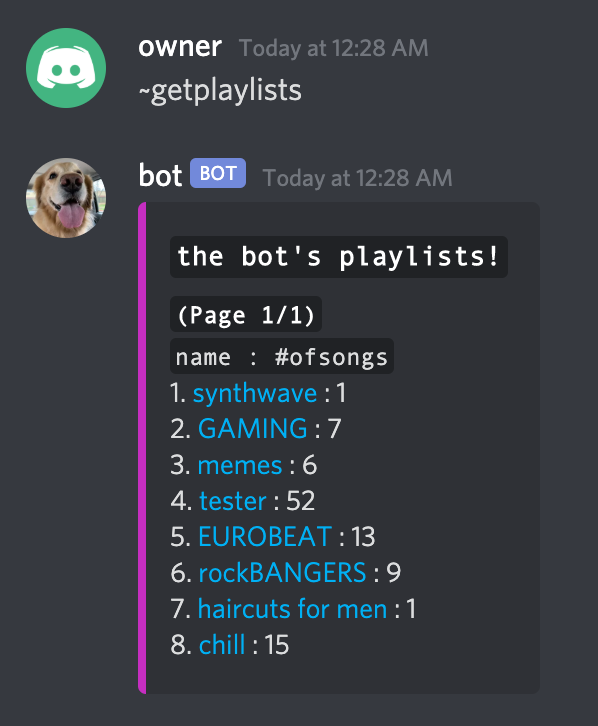 owner Today at 12:28 AM
~getplaylists
bot BOT Today at 12:28 AM
the bot's playlists!
(Page 1/1)
name : #ofsongs
1. synthwave : 1
2. GAMING : 7
3. memes : 6
4. tester : 52
5. EUROBEAT : 13
6. rockBANGERS : 9
7. haircuts for men : 1
8. chill : 15